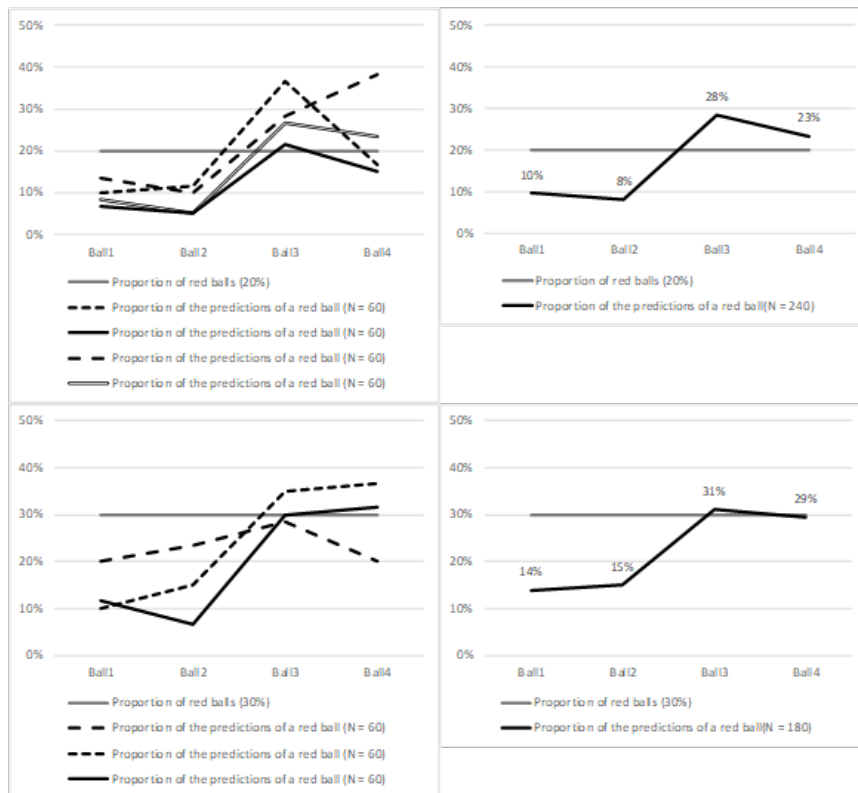 50%
40%
30%
20%
10%
0%
Ball1 Ball2 Ball3 Ball4
Proportion of red balls (20%)
Proportion of the predictions of a red ball (N = 60)
Proportion of the predictions of a red ball (N = 60)
Proportion of the predictions of a red ball (N = 60)
Proportion of the predictions of a red ball (N = 60)
50%
40%
30%
20%
10%
0%
10%
8%
28%
23%
Ball1 Ball2 Ball3 Ball4
Proportion of red balls (20%)
Proportion of the predictions of a red ball(N = 240)
50%
40%
30%
20%
10%
0%
Ball1 Ball2 Ball3 Ball4
Proportion of red balls (30%)
Proportion of the predictions of a red ball (N = 60)
Proportion of the predictions of a red ball (N = 60)
Proportion of the predictions of a red ball (N = 60)
50%
40%
30%
20%
10%
0%
14%
15%
31%
29%
Ball1 Ball2 Ball3 Ball4
Proportion of red balls (30%)
Proportion of the predictions of a red ball(N = 180)